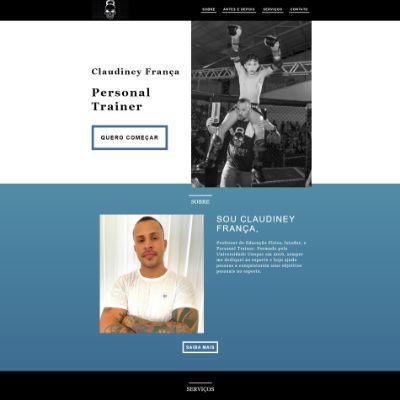 SOBRE ANTES E DEPOIS SERVIÇOS CONTATO
Claudiney França
Personal
Trainer
QUERO COMEÇAR
SOBRE
SOU CLAUDINEY
FRANÇA,
Professor de Educação Física, lutador, e
Personal Trainer. Formado pela
Universidade Unopar em 2016, sempre
me dediquei ao esporte e hoje ajudo
pessoas a conquistarem seus objetivos
pessoais no esporte.
SAIBA MAIS
SERVIÇOS